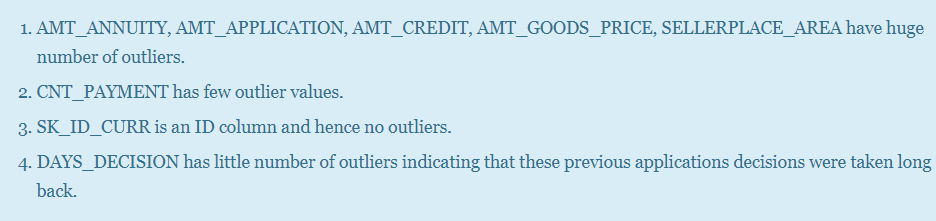 1. AMT_ANNUITY, AMT_APPLICATION, AMT_CREDIT, AMT_GOODS_PRICE, SELLERPLACE_AREA have huge
number of outliers.
2. CNT_PAYMENT has few outlier values.
3. SK_ID_CURR is an ID column and hence no outliers.
4. DAYS_DECISION has little number of outliers indicating that these previous applications decisions were taken long
back.